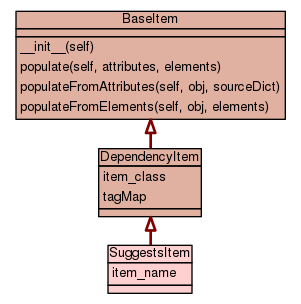 BaseItem
__init__(self)
populate(self, attributes, elements)
populateFromAttributes(self, obj, sourceDict)
populateFromElements(self, obj, elements)
DependencyItem
item_class
tagMap
SuggestsItem
item_name